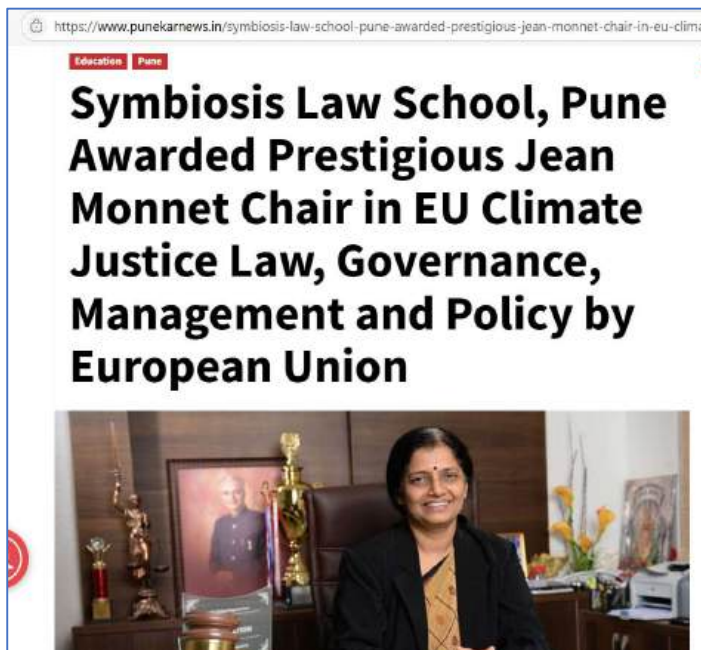 https://www.punekarnews.in/symbiosis-law-school-pune-awarded-prestigious-jean-monnet-chair-in-eu-clima
Education Pune
Symbiosis Law School, Pune
Awarded Prestigious Jean
Monnet Chair in EU Climate
Justice Law, Governance,
Management and Policy by
European Union